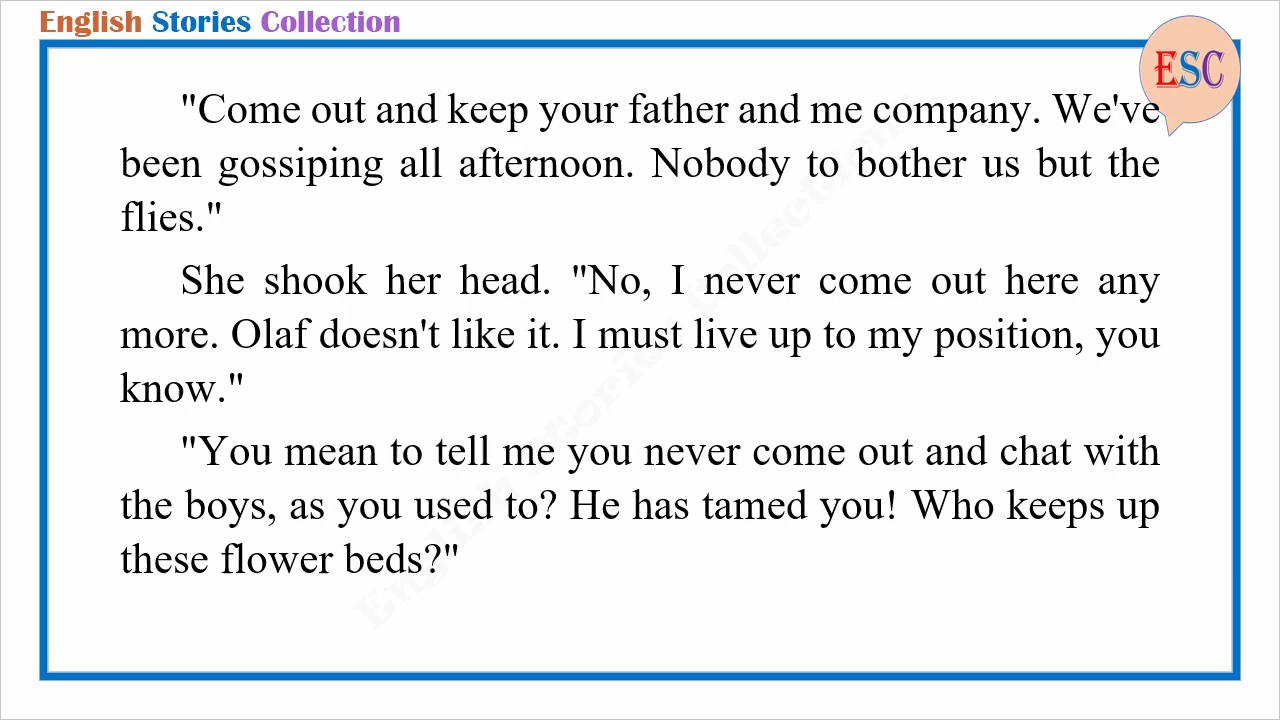 English Stories Collection
ESC
"Come out and keep your father and me company. We've
been gossiping all afternoon. Nobody to bother us but the
flies."
She shook her head. "No, I never come out here any
more. Olaf doesn't like it. I must live up to my position, you
know."
"You mean to tell me you never come out and chat with
the boys, as you used to? He has tamed you! Who keeps up
these flower beds?"
English Stories Collection